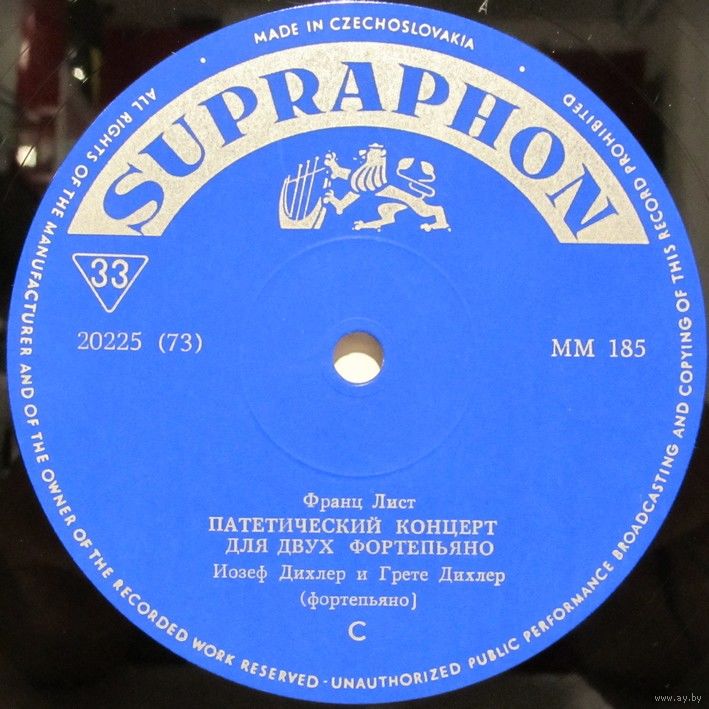 MADE IN CZECHOSLOVAKIA
SUPRAPHON
33
20225 (73)
MM 185
Франц Лист
ПАТЕТИЧЕСКИЙ КОНЦЕРТ
ДЛЯ ДВУХ ФОРТЕПЬЯНО
Иозеф Дихлер и Грете Дихлер
(фортепьяно)
C
ALL RIGHTS OF THE MANUFACTURER AND OF THE OWNER OF THE RECORDED WORK RESERVED - UNAUTHORIZED PUBLIC PERFORMANCE BROADCASTING AND COPYING OF THIS RECORD PROHIBITED
www.ay.by